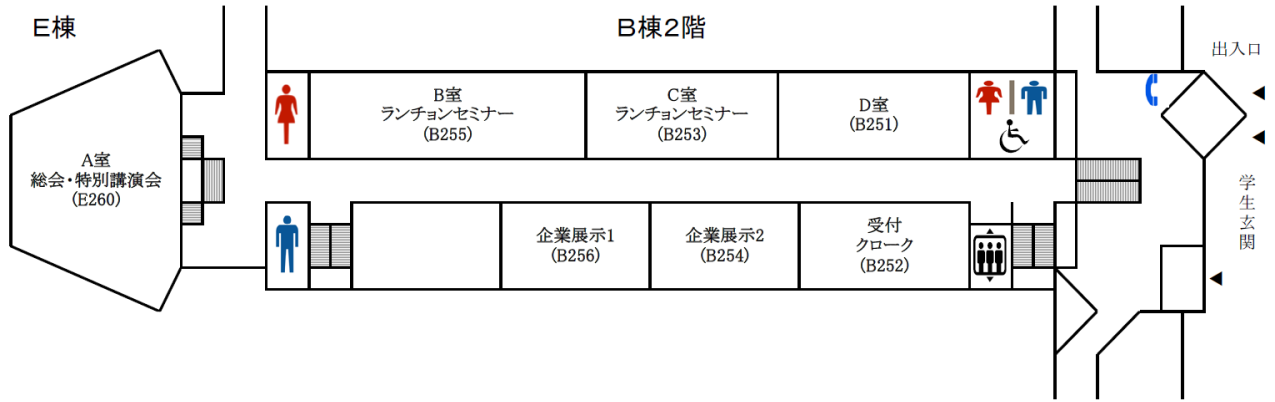 E棟
B棟2階
出入口
B室
ランチョンセミナー
(B255)
C室
ランチョンセミナー
(B253)
D室
(B251)
A室
総会・特別講演会
(E260)
学生玄関
企業展示1
(B256)
企業展示2
(B254)
受付
クローク
(B252)